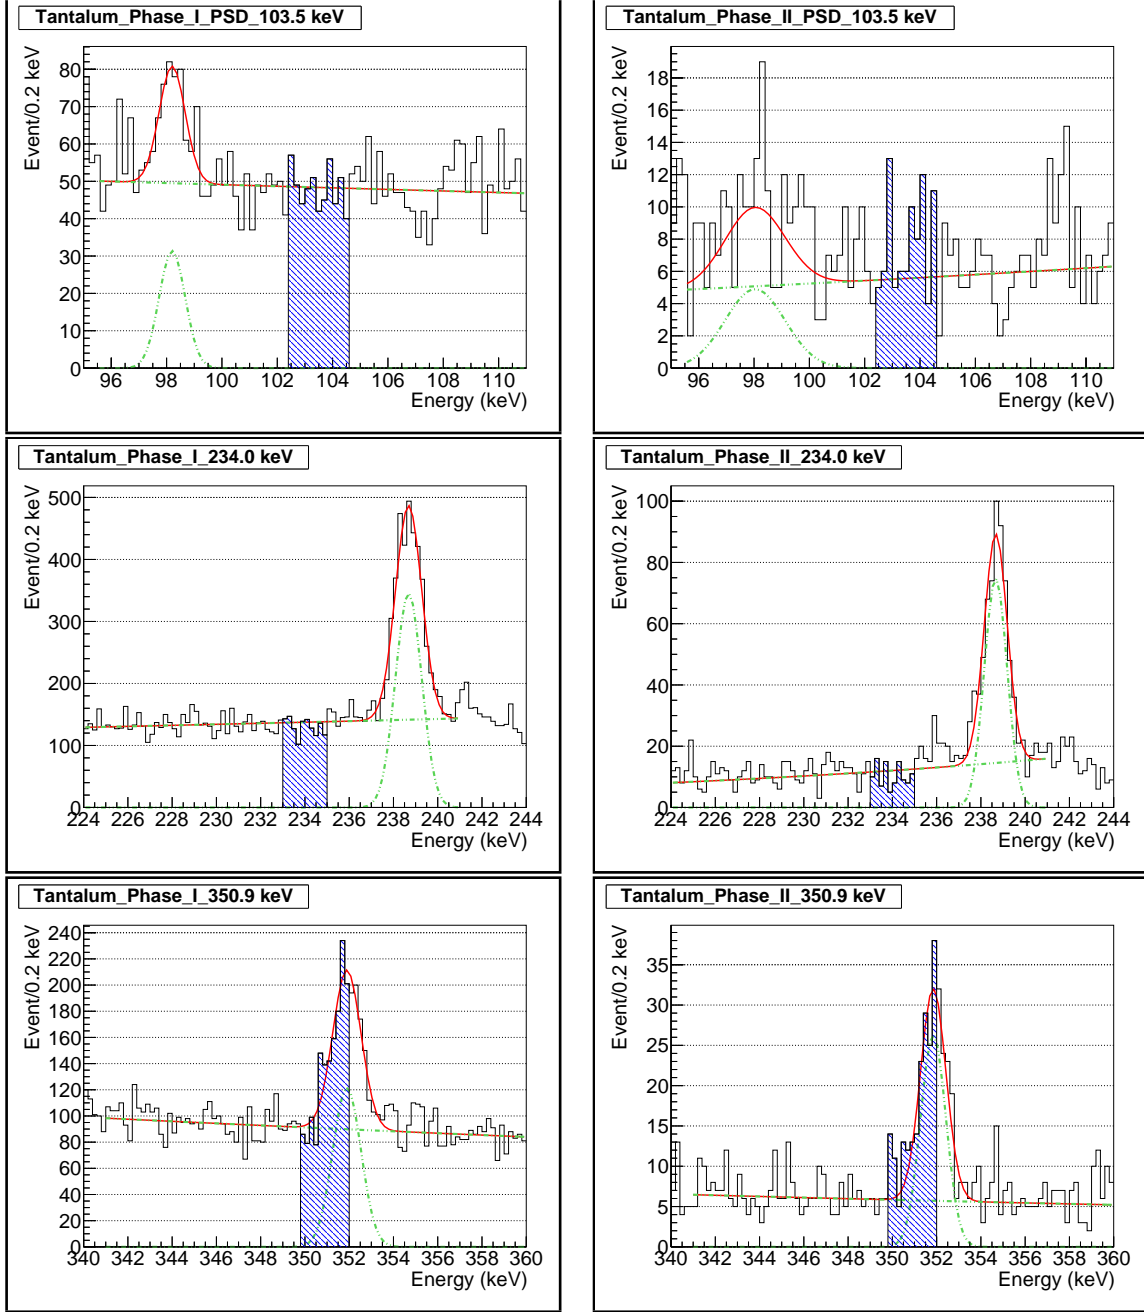 Tantalum_Phase_I_PSD_103.5 keV
Event/0.2 keV
80
70
60
50
40
30
20
10
0
96 98 100 102 104 106 108 110
Energy (keV)
Tantalum_Phase_II_PSD_103.5 keV
Event/0.2 keV
18
16
14
12
10
8
6
4
2
0
96 98 100 102 104 106 108 110
Energy (keV)
Tantalum_Phase_I_234.0 keV
Event/0.2 keV
500
400
300
200
100
0
224 226 228 230 232 234 236 238 240 242 244
Energy (keV)
Tantalum_Phase_II_234.0 keV
Event/0.2 keV
100
80
60
40
20
0
224 226 228 230 232 234 236 238 240 242 244
Energy (keV)
Tantalum_Phase_I_350.9 keV
Event/0.2 keV
240
220
200
180
160
140
120
100
80
60
40
20
0
340 342 344 346 348 350 352 354 356 358 360
Energy (keV)
Tantalum_Phase_II_350.9 keV
Event/0.2 keV
35
30
25
20
15
10
5
0
340 342 344 346 348 350 352 354 356 358 360
Energy (keV)